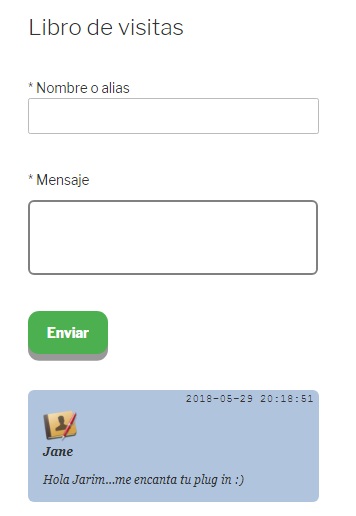 Libro de visitas
* Nombre o alias
* Mensaje
Enviar
2018-05-29 20:18:51
Jane
Hola Jarim...me encanta tu plug in :)